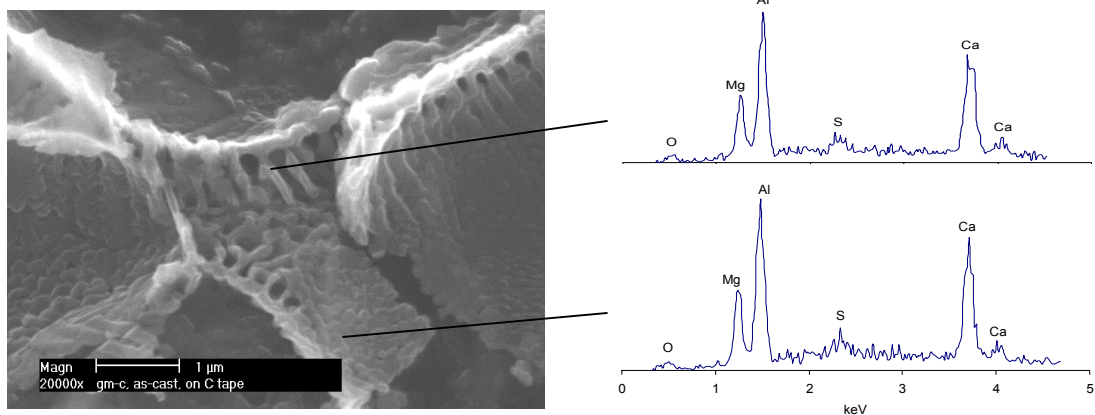 Al
Ca
Mg
S
Ca
O
Al
Ca
Mg
S
Ca
O
0 1 2 3 4 5
keV
Magn 1 µm
20000x gm-c, as-cast, on C tape